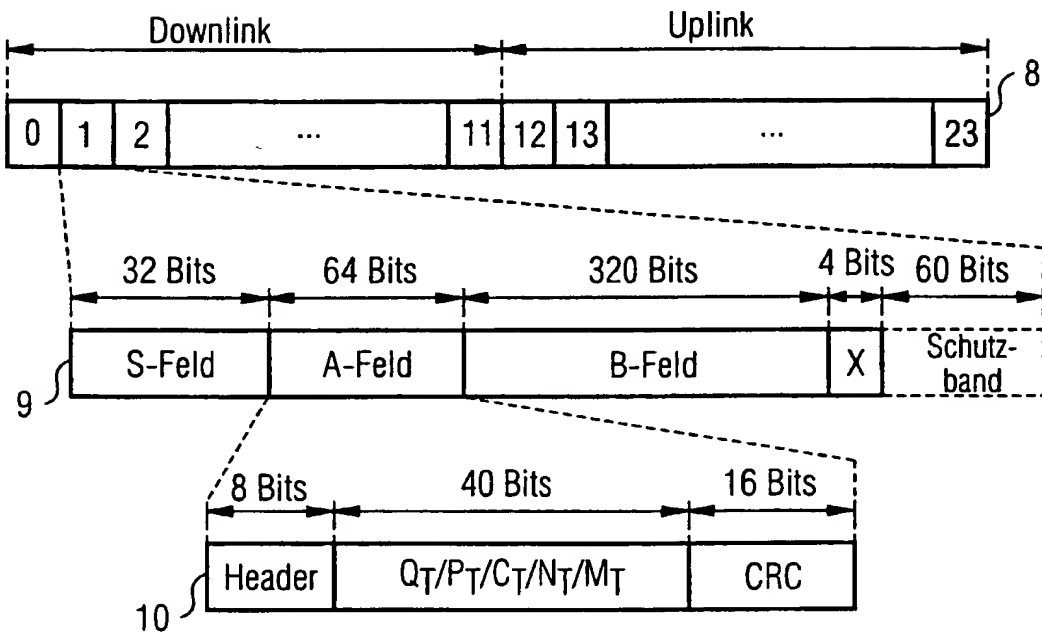 Downlink Uplink
8
0 1 2 ... 11 12 13 ... 23
32 Bits 64 Bits 320 Bits 4 Bits 60 Bits
S-Feld A-Feld B-Feld X Schutz-
band
9
8 Bits 40 Bits 16 Bits
Header QT/PT/CT/NT/MT CRC
10